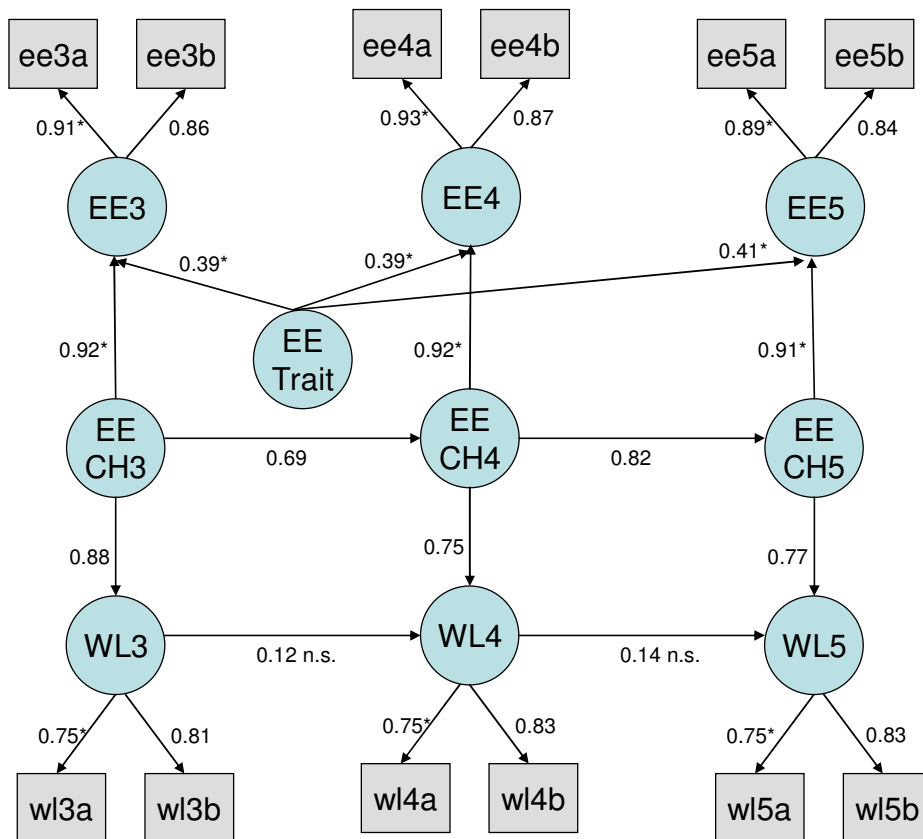 ee3a
ee3b
ee4a
ee4b
ee5a
ee5b
0.91*
0.86
0.93*
0.87
0.89*
0.84
EE3
EE4
EE5
0.39*
0.39*
0.41*
EE
Trait
0.92*
0.92*
0.91*
EE
CH3
EE
CH4
EE
CH5
0.69
0.82
0.88
0.75
0.77
WL3
WL4
WL5
0.12 n.s.
0.14 n.s.
0.75*
0.81
0.75*
0.83
0.75*
0.83
wl3a
wl3b
wl4a
wl4b
wl5a
wl5b